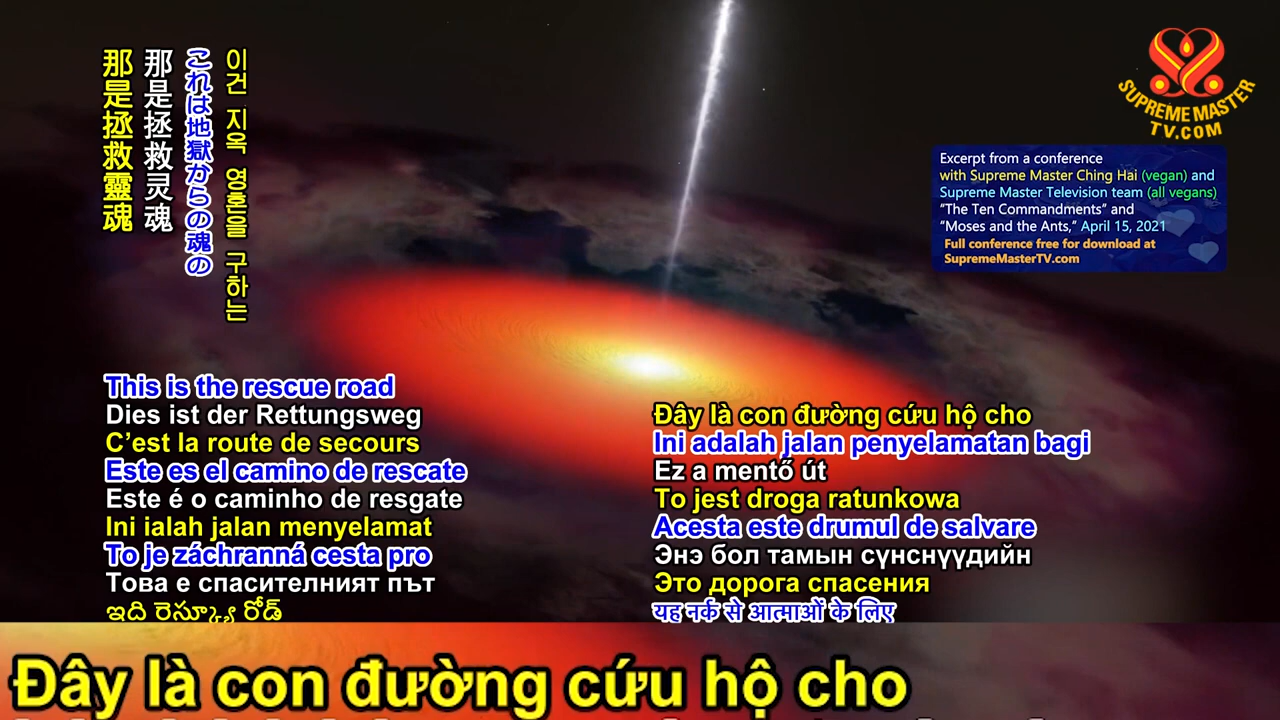 那是拯救靈魂
那是拯救灵魂
これは地獄からの魂の
이건 지옥 영혼을 구하는
SUPREME MASTER
TV.COM
Excerpt from a conference
with Supreme Master Ching Hai (vegan) and
Supreme Master Television team (all vegans)
“The Ten Commandments” and
“Moses and the Ants,” April 15, 2021
Full conference free for download at
SupremeMasterTV.com
This is the rescue road
Dies ist der Rettungsweg
C’est la route de secours
Este es el camino de rescate
Este é o caminho de resgate
Ini ialah jalan menyelamat
To je záchranná cesta pro
Това е спасителният път
ఇది రెస్క్యూ రోడ్
Đây là con đường cứu hộ cho
Ini adalah jalan penyelamatan bagi
Ez a mentő út
To jest droga ratunkowa
Acesta este drumul de salvare
Энэ бол тамын сүнснүүдийн
Это дорога спасения
यह नर्क से आत्माओं के लिए
Đây là con đường cứu hộ cho